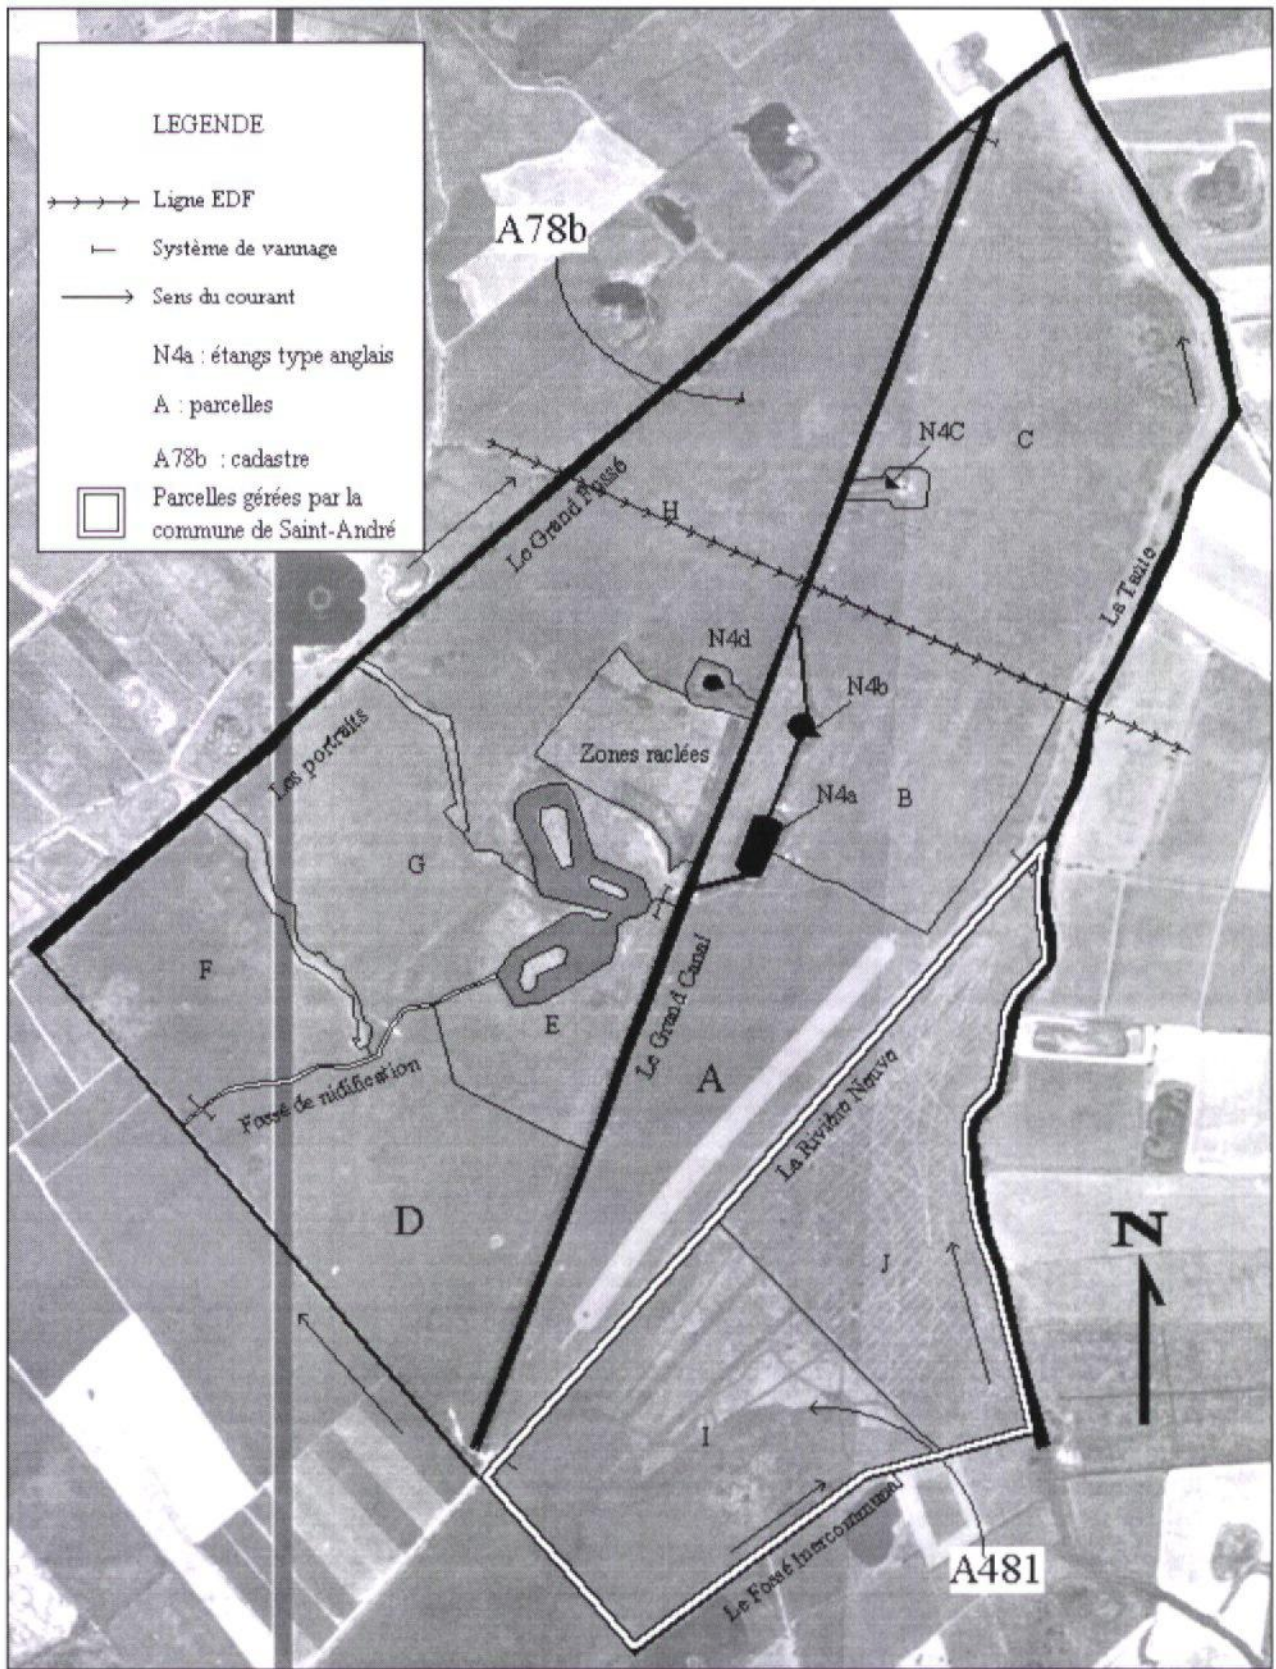 LEGENDE
Ligne EDF
Système de vannage
Sens du courant
N4a : étangs type anglais
A : parcelles
A78b : cadastre
Parcelles gérées par la
commune de Saint-André
A78b
N4C
C
H
Le Grand Fossé
La Taute
N4d
N4b
Zones raclées
N4a
B
Les portraits
G
F
E
Le Grand Canal
A
La Rivière Neuve
Fossé de nidification
D
N
J
I
Le Fossé Inercommunal
A481